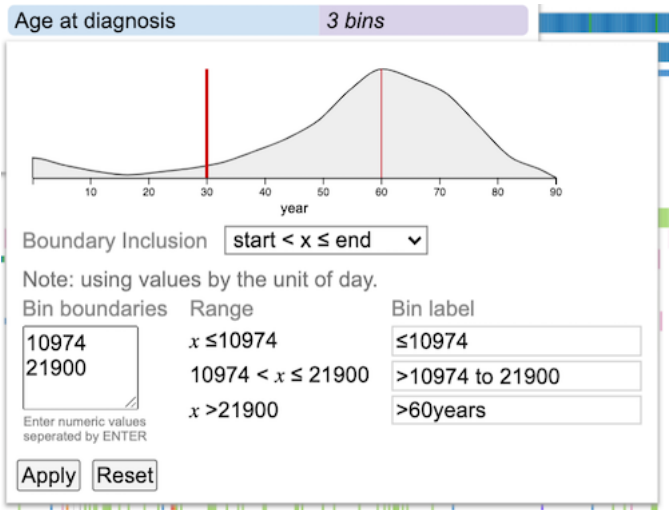 Age at diagnosis 3 bins
10 20 30 40 50 60 70 80 90
year
Boundary Inclusion start < x ≤ end
Note: using values by the unit of day.
Bin boundaries Range Bin label
10974 x ≤10974 ≤10974
21900 10974 < x ≤ 21900 >10974 to 21900
x >21900 >60years
Enter numeric values
seperated by ENTER
Apply Reset